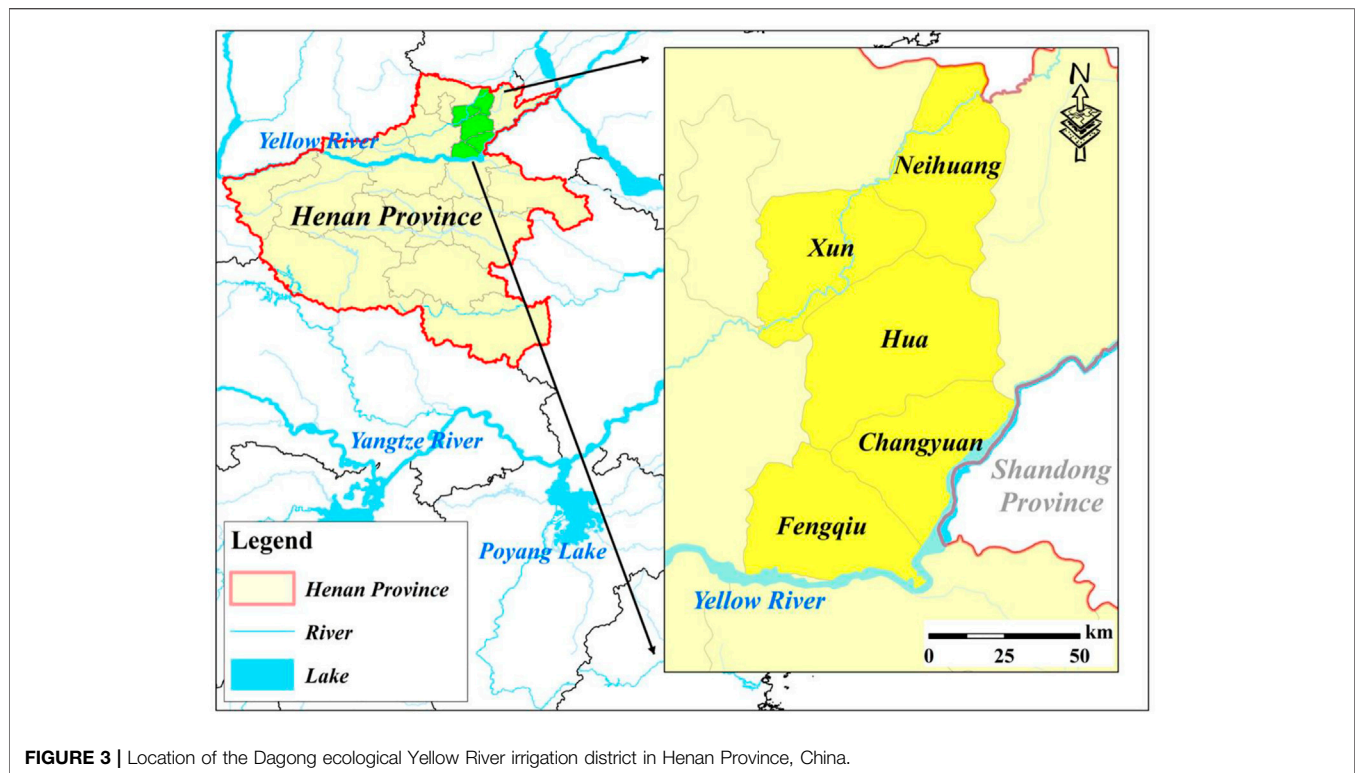 Yellow River
Henan Province
Yangtze River
Poyang Lake
Legend
Henan Province
River
Lake
N
Neihuang
Xun
Hua
Changyuan
Shandong
Province
Fengqiu
Yellow River
km
0 25 50
FIGURE 3 | Location of the Dagong ecological Yellow River irrigation district in Henan Province, China.